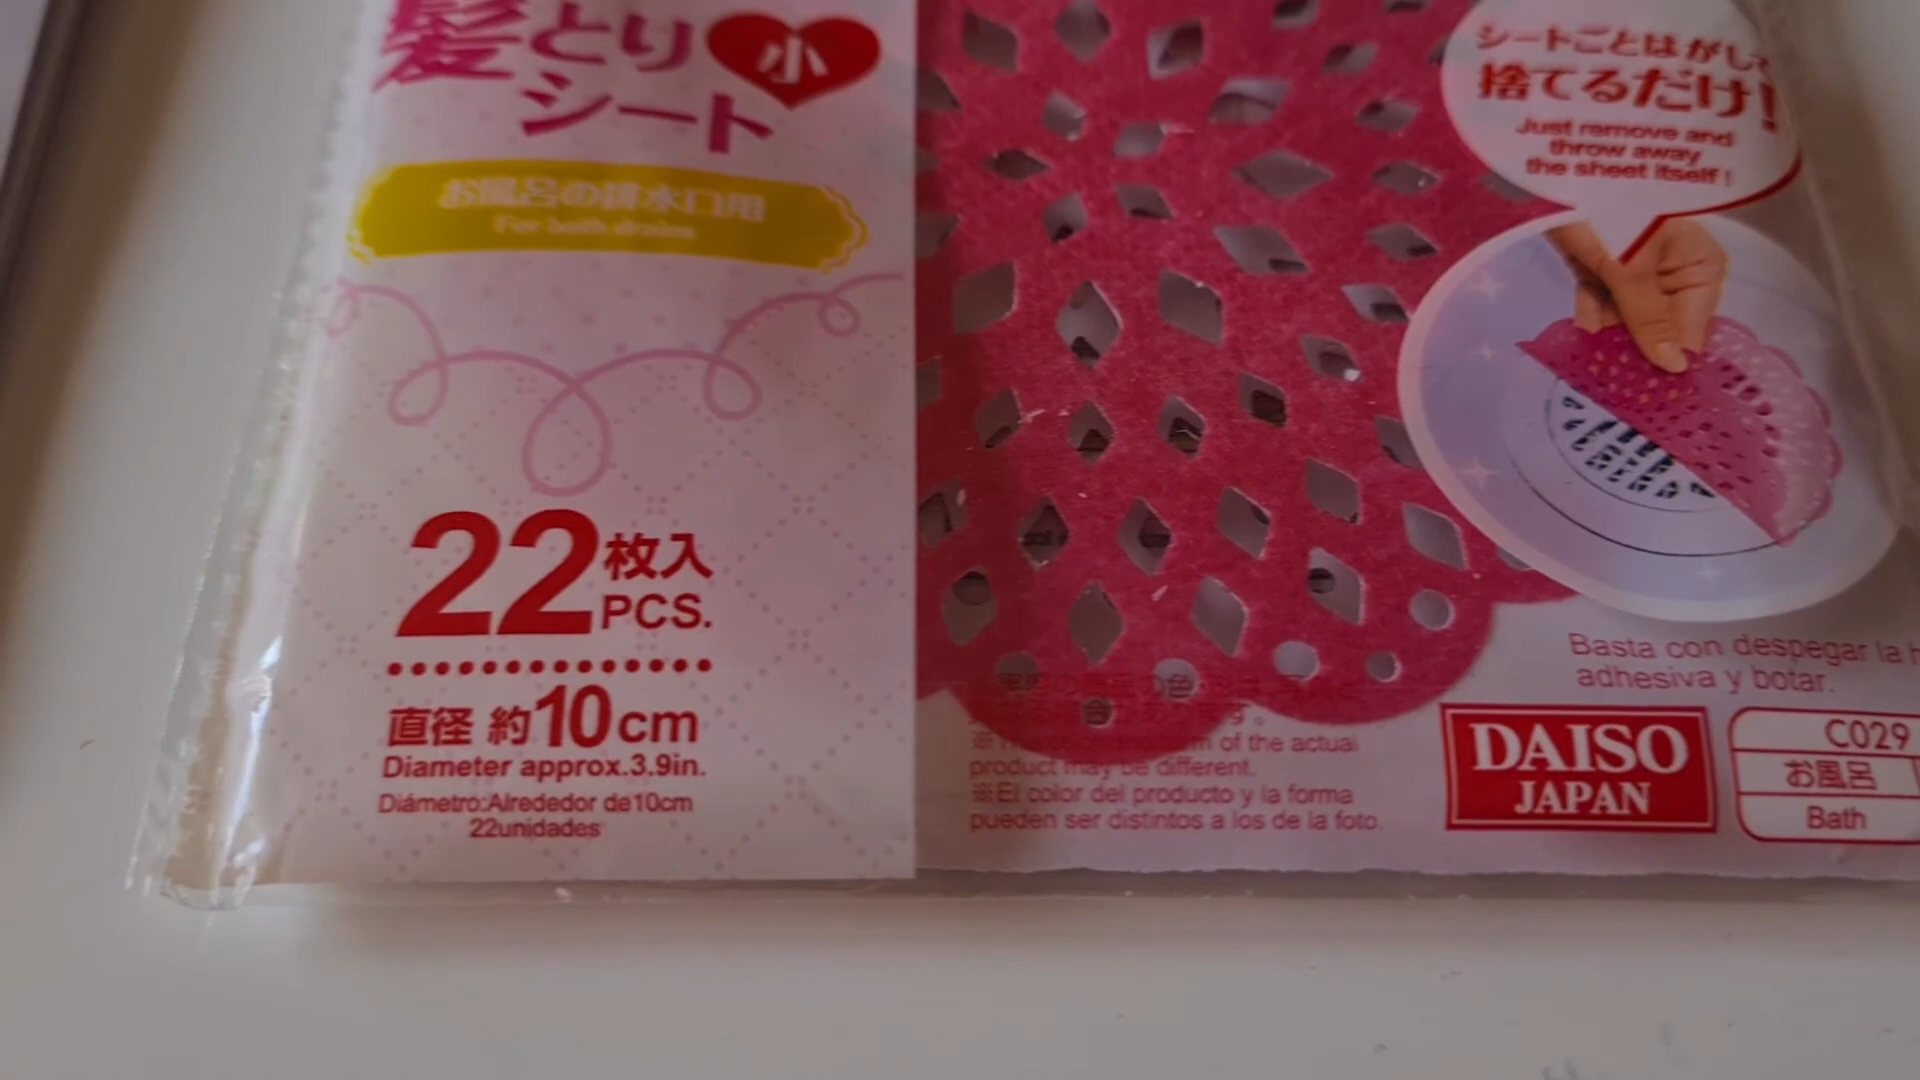 髪とり
小
シート
お風呂の排水口用
For bath drains
22枚入
PCS.
直径 約10cm
Diameter approx.3.9in.
Diámetro:Alrededor de10cm
22unidades
シートごとはがして
捨てるだけ!
Just remove and
throw away
the sheet itself!
Basta con despegar la
adhesiva y botar.
of the actual
product may be different.
※El color del producto y la forma
pueden ser distintos a los de la foto.
DAISO
JAPAN
C029
お風呂
Bath